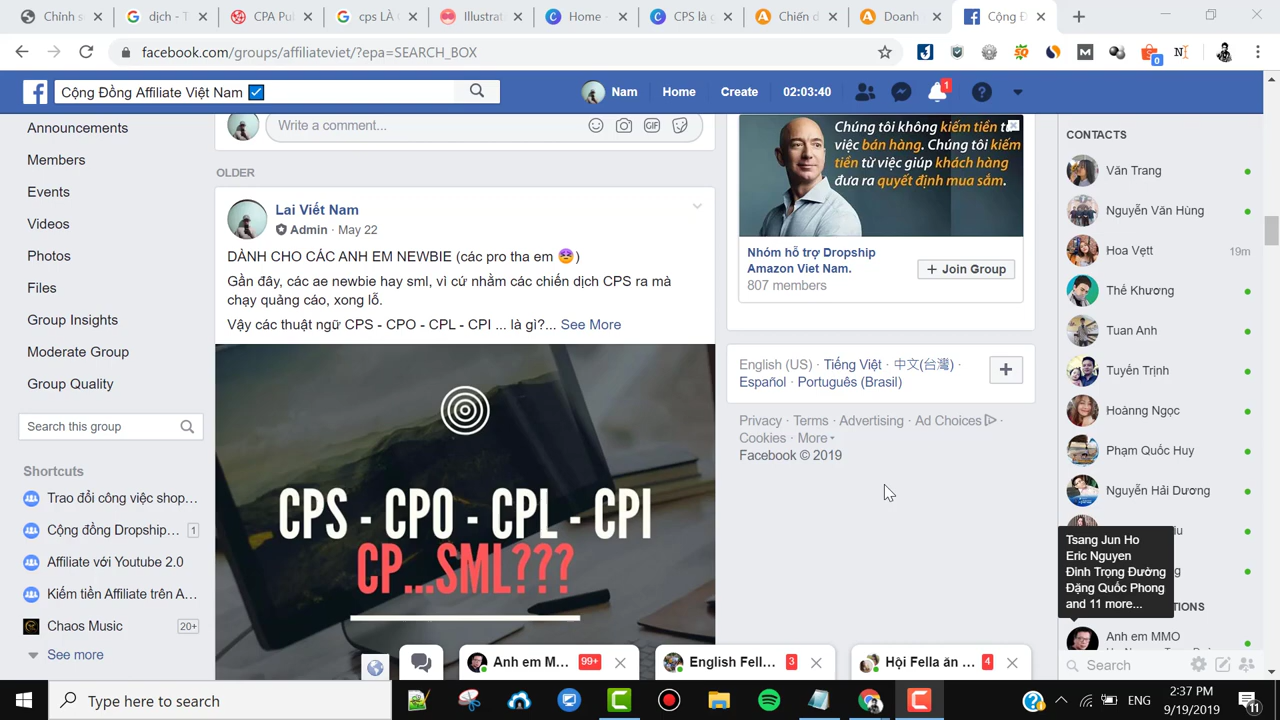 Chính s
dịch - T
CPA Pu
cps LÀ
Illustrat
Home -
CPS là g
Chiến d
Doanh
Cộng Đ
facebook.com/groups/affiliateviet/?epa=SEARCH_BOX
Cộng Đồng Affiliate Việt Nam
Nam
Home
Create
02:03:40
1
Announcements
Members
Events
Videos
Photos
Files
Group Insights
Moderate Group
Group Quality
Search this group
Shortcuts
Trao đổi công việc shop...
Cộng đồng Dropship... 1
Affiliate với Youtube 2.0
Kiếm tiền Affiliate trên A...
Chaos Music 20+
See more
Write a comment...
GIF
OLDER
Lai Viết Nam
Admin · May 22
DÀNH CHO CÁC ANH EM NEWBIE (các pro tha em )
Gần đây, các ae newbie hay sml, vì cứ nhằm các chiến dịch CPS ra mà
chạy quảng cáo, xong lỗ.
Vậy các thuật ngữ CPS - CPO - CPL - CPI ... là gì?... See More
CPS - CPO - CPL - CPI
CP...SML???
Chúng tôi không kiếm tiền từ
việc bán hàng. Chúng tôi kiếm
tiền từ việc giúp khách hàng
đưa ra quyết định mua sắm.
Nhóm hỗ trợ Dropship
Amazon Viet Nam.
807 members
+ Join Group
English (US) · Tiếng Việt · 中文(台灣) ·
Español · Português (Brasil)
Privacy · Terms · Advertising · Ad Choices ·
Cookies · More
Facebook © 2019
CONTACTS
Văn Trang
Nguyễn Văn Hùng
Hoa Vẹtt 19m
Thế Khương
Tuan Anh
Tuyển Trịnh
Hoànng Ngọc
Phạm Quốc Huy
Nguyễn Hải Dương
Tsang Jun Ho
Eric Nguyen
Đinh Trọng Đường
Đặng Quốc Phong
and 11 more...
Anh em MMO
Search
Anh em M... 99+
English Fell... 3
Hội Fella ăn ... 4
Type here to search
ENG
2:37 PM
9/19/2019
11